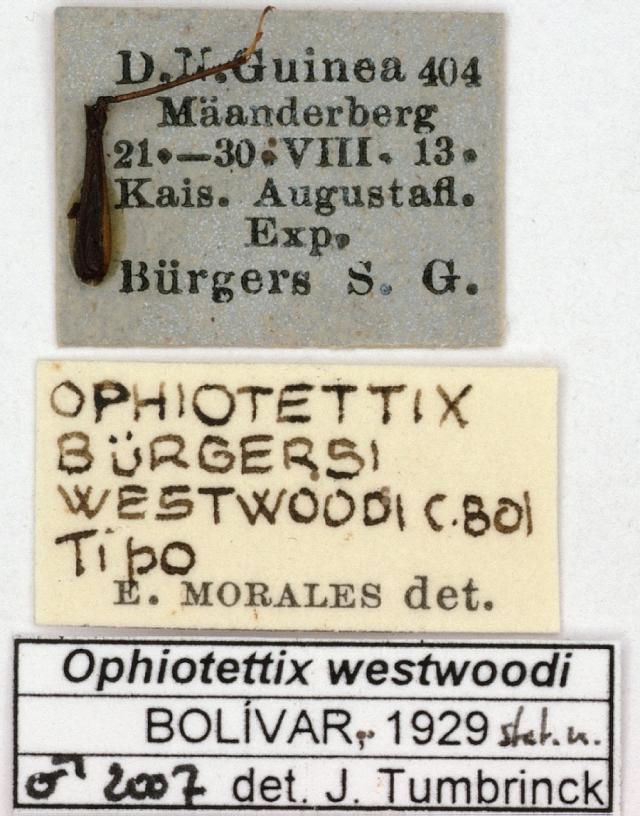 D.N.Guinea 404
Mäanderberg
21.—30.VIII. 13.
Kais. Augustafl.
Exp.
Bürgers S. G.
OPHIOTETTIX
BÜRGERSI
WESTWOODI C.Bol
Tipo
E. MORALES det.
Ophiotettix westwoodi
BOLÍVAR, 1929 stat. n.
♂ 2007 det. J. Tumbrinck